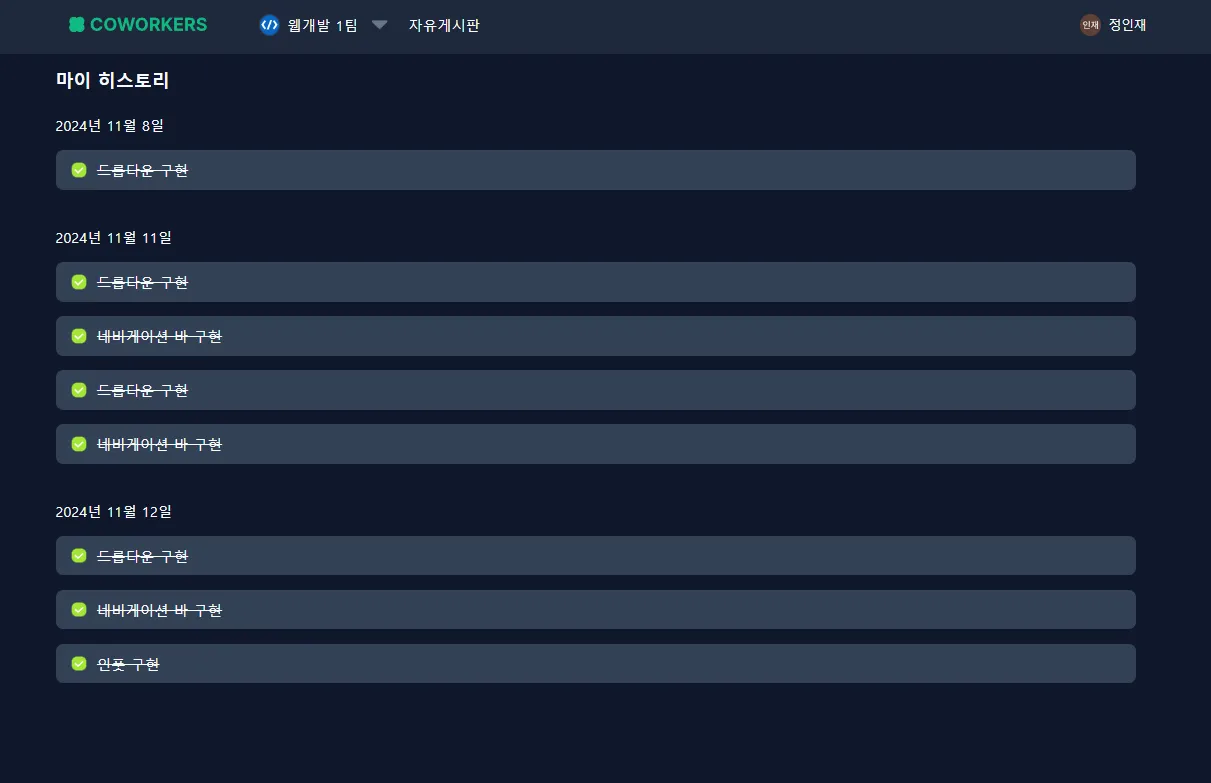 COWORKERS 웹개발 1팀 자유게시판 인재 정인재
마이 히스토리
2024년 11월 8일
드롭다운 구현
2024년 11월 11일
드롭다운 구현
네비게이션 바 구현
드롭다운 구현
네비게이션 바 구현
2024년 11월 12일
드롭다운 구현
네비게이션 바 구현
인풋 구현